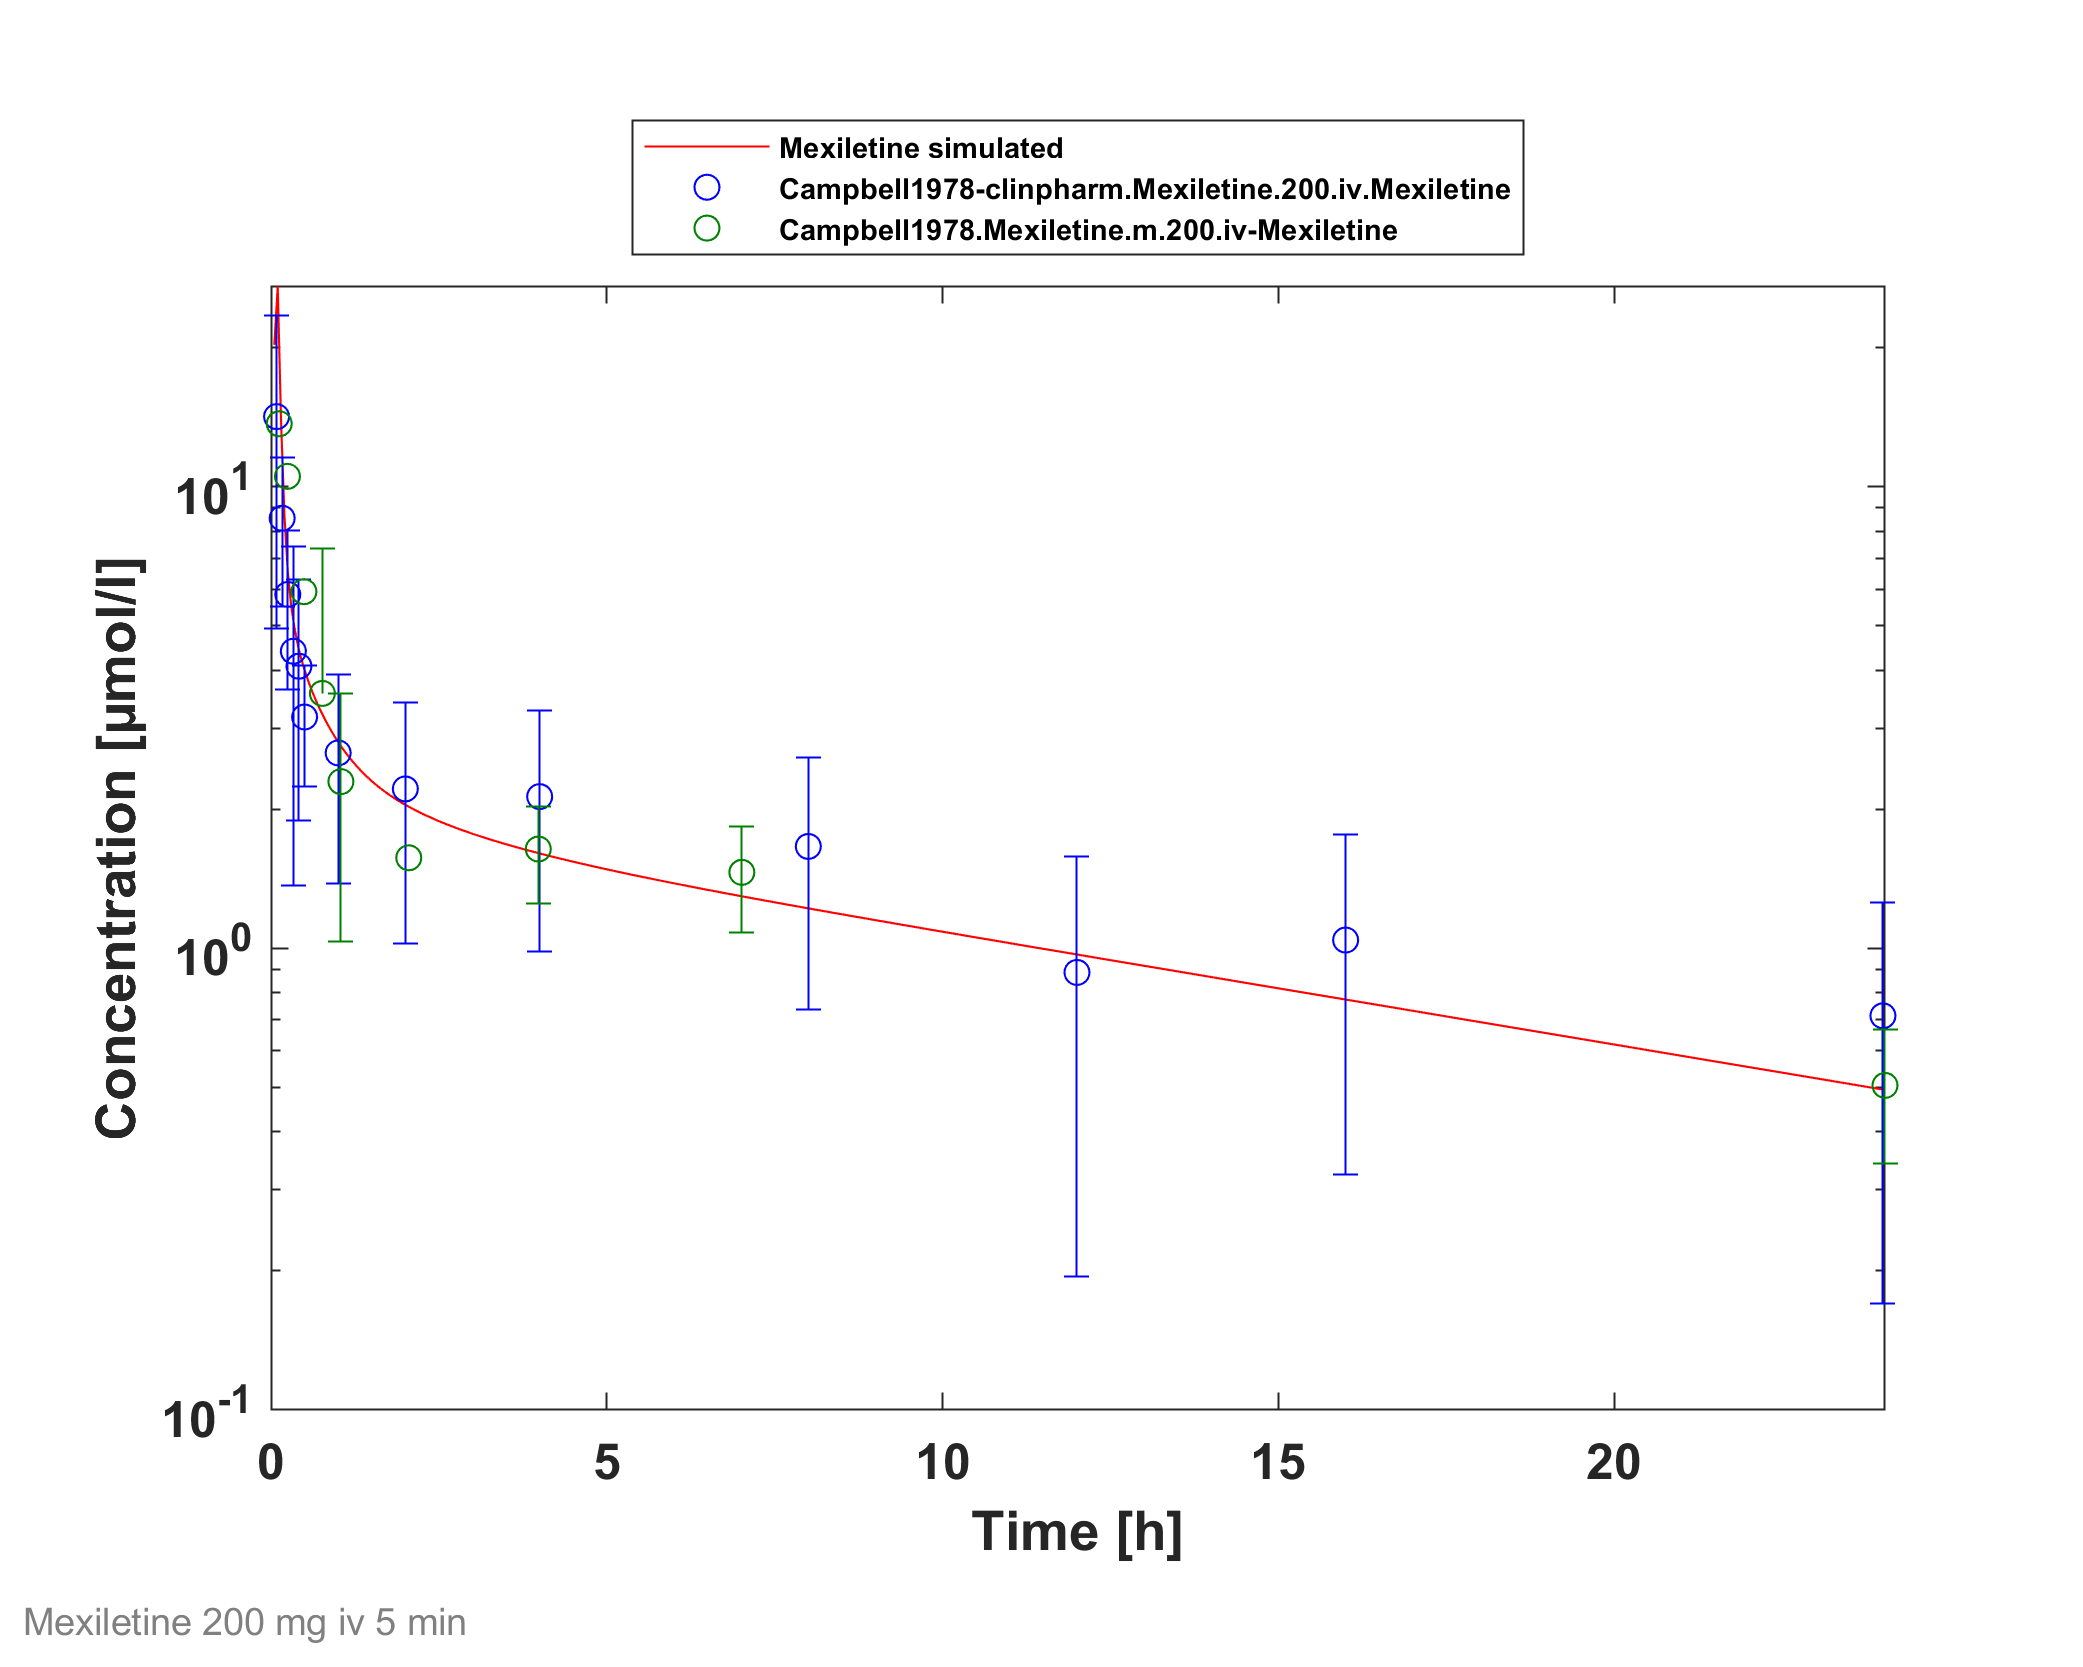 Mexiletine simulated
Campbell1978-clinpharm.Mexiletine.200.iv.Mexiletine
Campbell1978.Mexiletine.m.200.iv-Mexiletine
10^1
10^0
10^-1
Concentration [µmol/l]
0 5 10 15 20
Time [h]
Mexiletine 200 mg iv 5 min